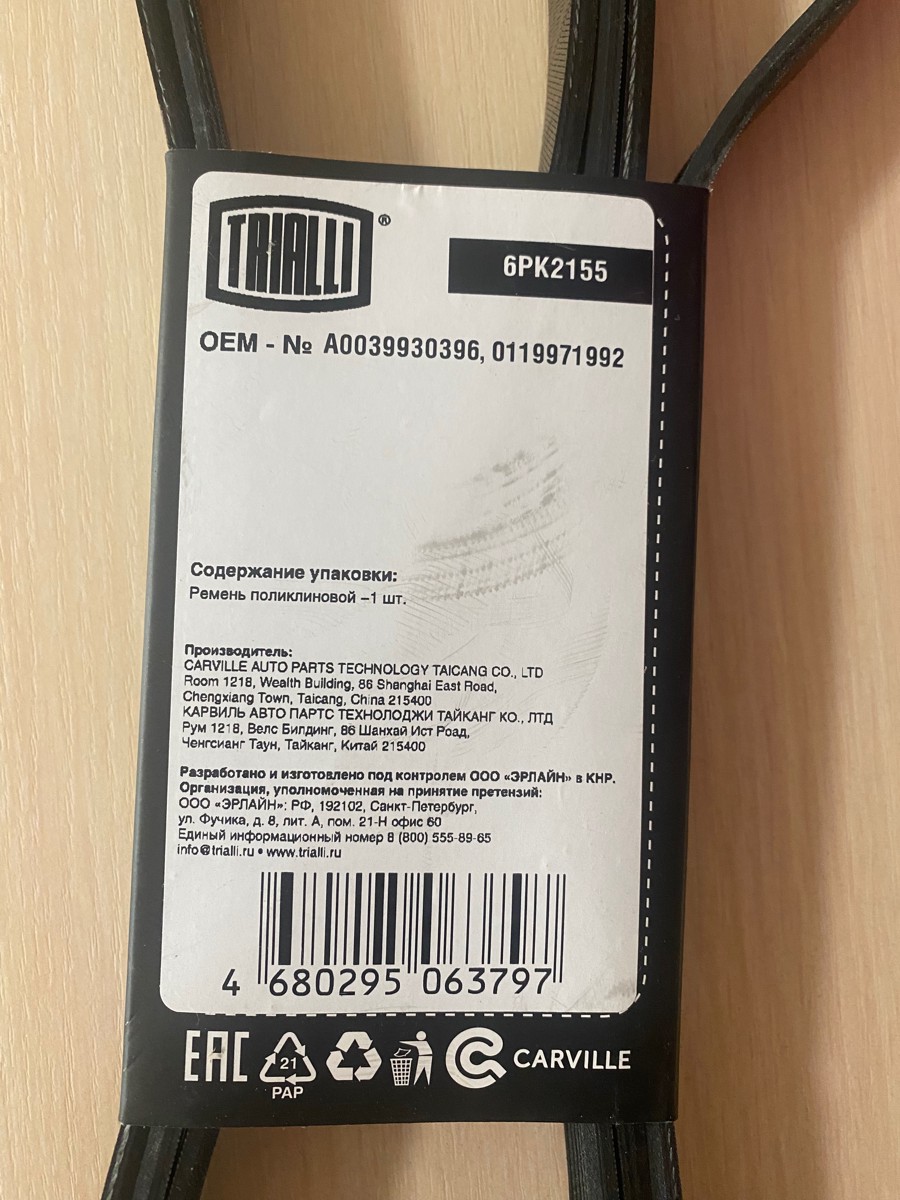 TRIALLI®
6PK2155
OEM - № A0039930396, 0119971992
Содержание упаковки:
Ремень поликлиновой –1 шт.
Производитель:
CARVILLE AUTO PARTS TECHNOLOGY TAICANG CO., LTD
Room 1218, Wealth Building, 86 Shanghai East Road,
Chengxiang Town, Taicang, China 215400
КАРВИЛЬ АВТО ПАРТС ТЕХНОЛОДЖИ ТАЙКАНГ КО., ЛТД
Рум 1218, Велс Билдинг, 86 Шанхай Ист Роад,
Ченгсианг Таун, Тайканг, Китай 215400
Разработано и изготовлено под контролем ООО «ЭРЛАЙН» в КНР.
Организация, уполномоченная на принятие претензий:
ООО «ЭРЛАЙН»: РФ, 192102, Санкт-Петербург,
ул. Фучика, д. 8, лит. А, пом. 21-Н офис 60
Единый информационный номер 8 (800) 555-89-65
info@trialli.ru • www.trialli.ru
4 680295 063797
EAC
21
PAP
CARVILLE